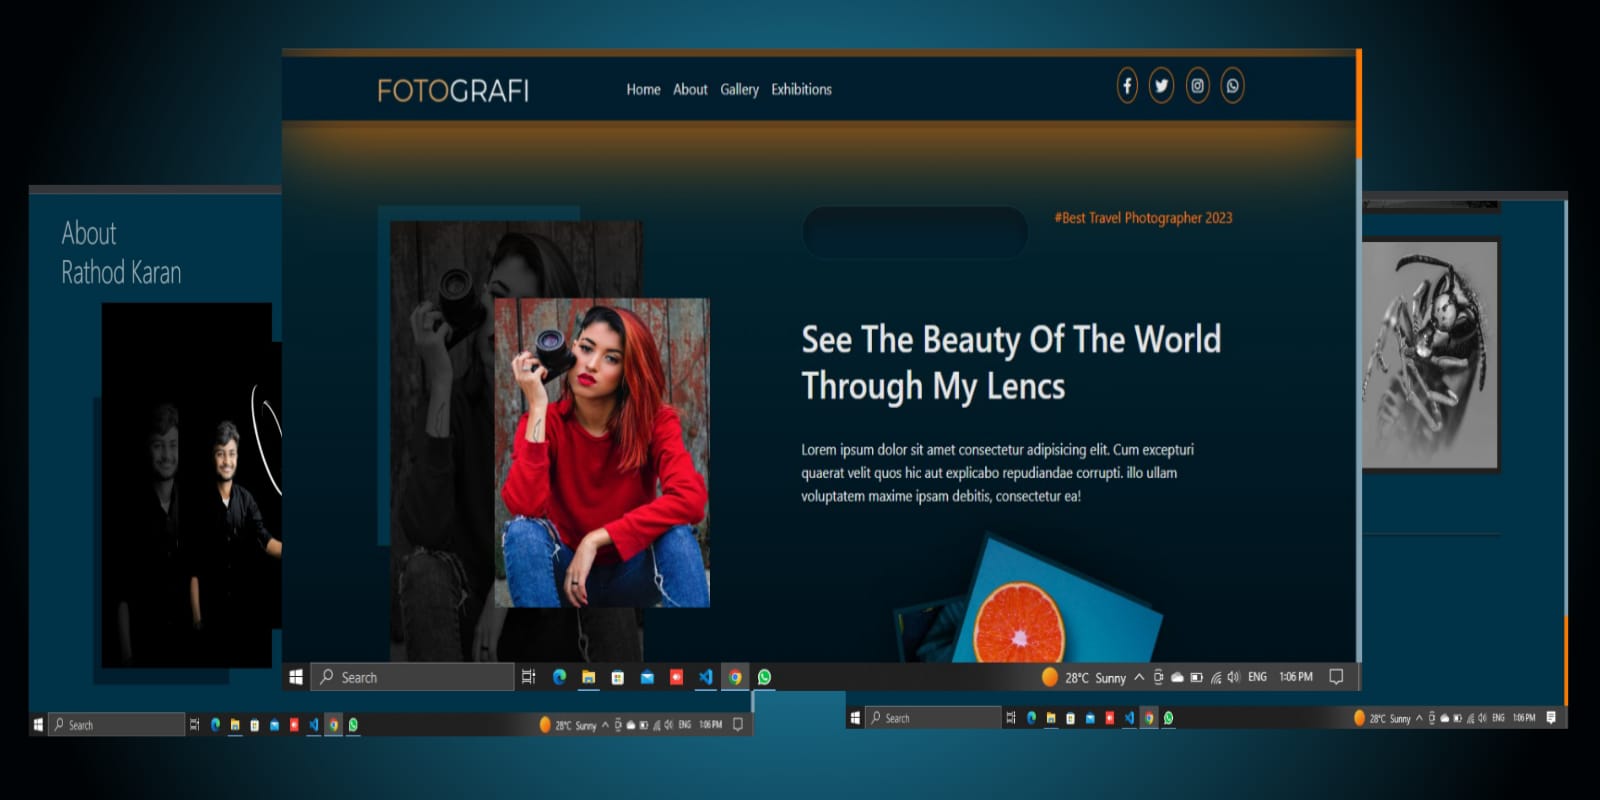 FOTOGRAFI
Home About Gallery Exhibitions
#Best Travel Photographer 2023
See The Beauty Of The World
Through My Lencs
Lorem ipsum dolor sit amet consectetur adipisicing elit. Cum excepturi
quaerat velit quos hic aut explicabo repudiandae corrupti. illo ullam
voluptatem maxime ipsam debitis, consectetur ea!
Search
28°C Sunny ENG 1:06 PM
About
Rathod Karan
Search
28°C Sunny ENG 1:06 PM
Search
28°C Sunny ENG 1:06 PM